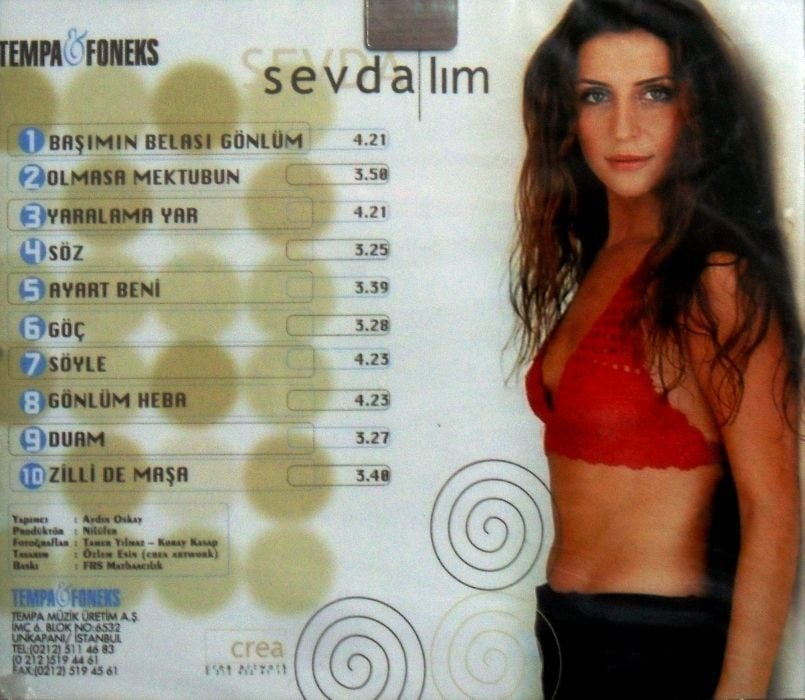 TEMPA & FONEKS
SEVDA
sevda lım
1 BAŞIMIN BELASI GÖNLÜM 4.21
2 OLMASA MEKTUBUN 3.50
3 YARALAMA YAR 4.21
4 SÖZ 3.25
5 AYART BENİ 3.39
6 GÖÇ 3.28
7 SÖYLE 4.23
8 GÖNLÜM HEBA 4.23
9 DUAM 3.27
10 ZİLLİ DE MAŞA 3.40
Yapımcı : Aydın Oskay
Prodüktör : Nilüfer
Fotoğraflar : Tamer Yılmaz – Koray Kasap
Tasarım : Özlem Esin (crea artwork)
Baskı : FRS Matbaacılık
TEMPA & FONEKS
TEMPA MÜZİK ÜRETİM A.Ş.
İMÇ 6. BLOK NO:6532
UNKAPANI/ İSTANBUL
TEL:(0212) 511 46 83
(0 212 )519 44 61
FAX:(0212) 519 45 61
crea
crea artwork